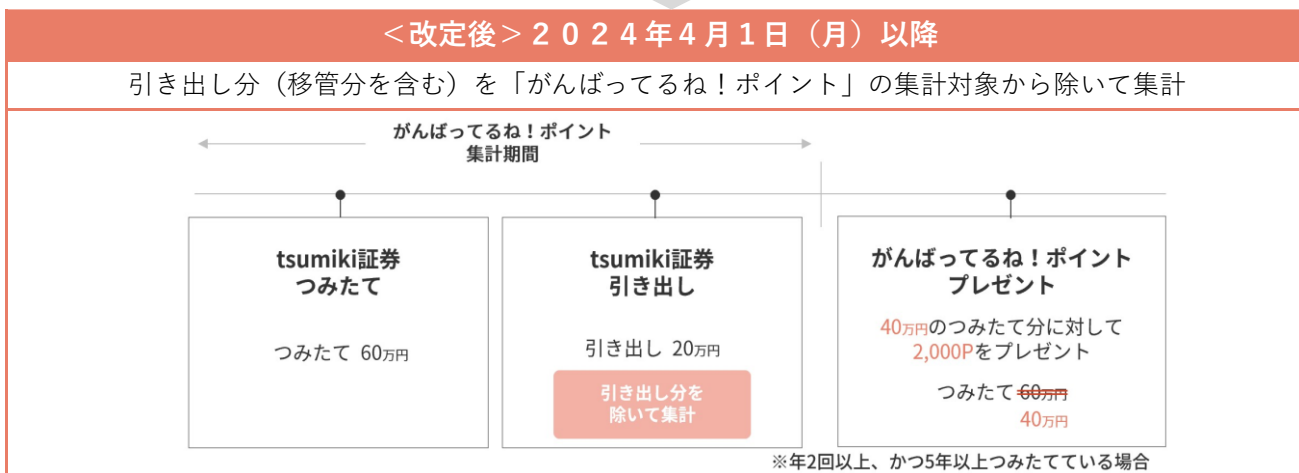 ＜改定後＞２０２４年４月１日（月）以降
引き出し分（移管分を含む）を「がんばってるね！ポイント」の集計対象から除いて集計
がんばってるね！ポイント
集計期間
tsumiki証券
つみたて
つみたて 60万円
tsumiki証券
引き出し
引き出し 20万円
引き出し分を
除いて集計
がんばってるね！ポイント
プレゼント
40万円のつみたて分に対して
2,000Pをプレゼント
つみたて 60万円
40万円
※年2回以上、かつ5年以上つみたてている場合